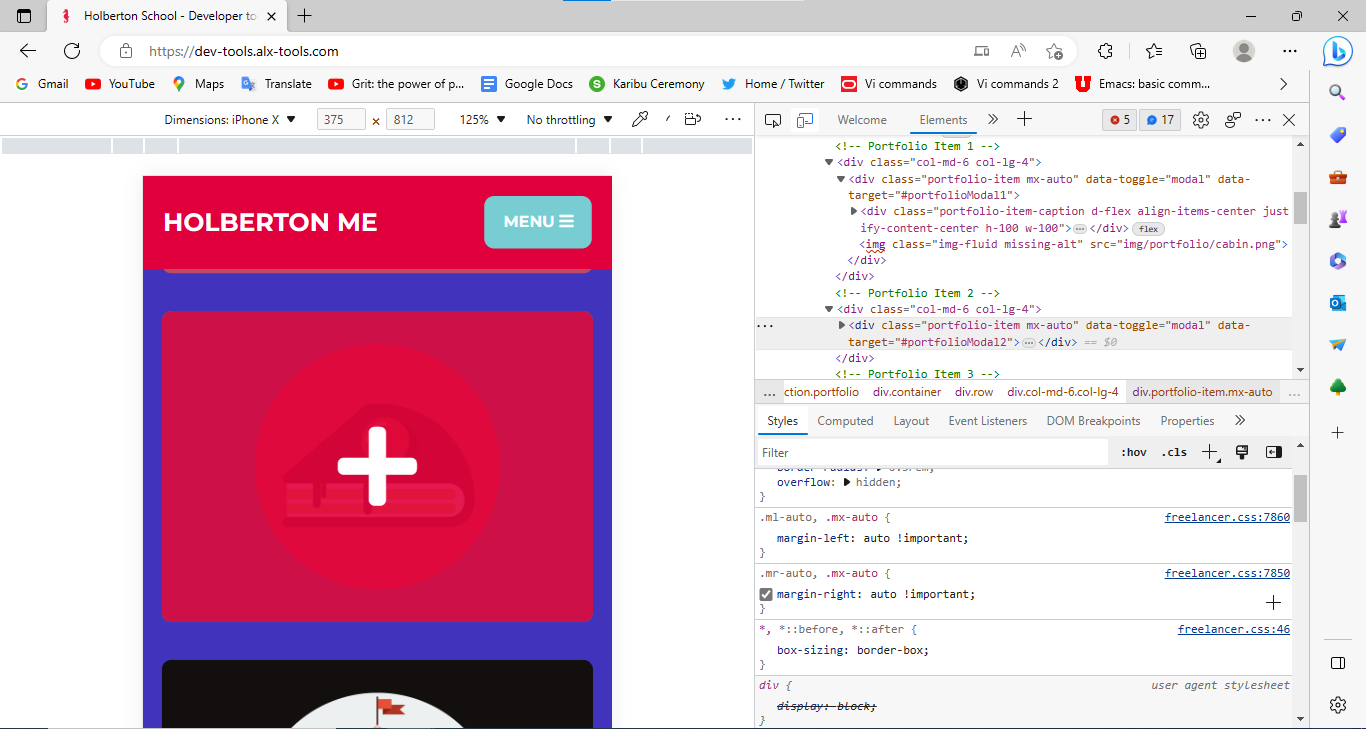 Holberton School - Developer to
https://dev-tools.alx-tools.com
Gmail YouTube Maps Translate Grit: the power of p... Google Docs Karibu Ceremony Home / Twitter Vi commands Vi commands 2 Emacs: basic comm...
Dimensions: iPhone X 375 × 812 125% No throttling
Welcome Elements 5 17
HOLBERTON ME
MENU
<!-- Portfolio Item 1 -->
<div class="col-md-6 col-lg-4">
<div class="portfolio-item mx-auto" data-toggle="modal" data-
target="#portfolioModal1">
<div class="portfolio-item-caption d-flex align-items-center just
ify-content-center h-100 w-100"> ⋯ </div> flex
<img class="img-fluid missing-alt" src="img/portfolio/cabin.png">
</div>
</div>
<!-- Portfolio Item 2 -->
<div class="col-md-6 col-lg-4">
<div class="portfolio-item mx-auto" data-toggle="modal" data-
target="#portfolioModal2"> ⋯ </div> == $0
</div>
<!-- Portfolio Item 3 -->
... ction.portfolio div.container div.row div.col-md-6.col-lg-4 div.portfolio-item.mx-auto ...
Styles Computed Layout Event Listeners DOM Breakpoints Properties
Filter :hov .cls
overflow: hidden;
}
.ml-auto, .mx-auto { freelancer.css:7860
margin-left: auto !important;
}
.mr-auto, .mx-auto { freelancer.css:7850
margin-right: auto !important;
}
*, *::before, *::after { freelancer.css:46
box-sizing: border-box;
}
div { user agent stylesheet
display: block;
}